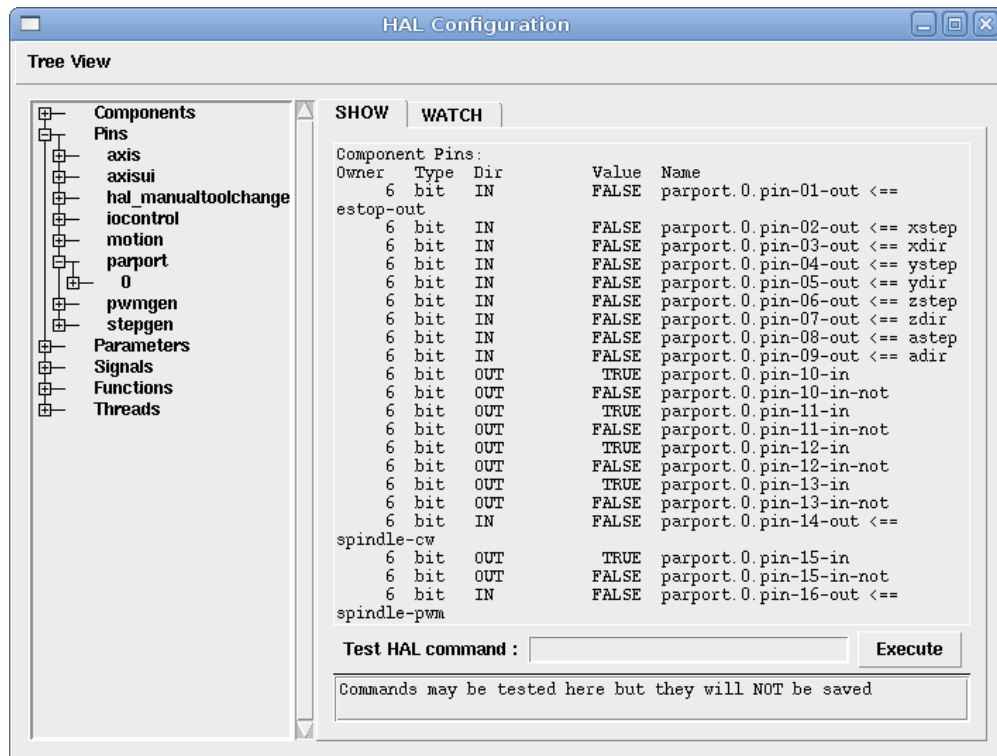 HAL Configuration
Tree View
Components
Pins
axis
axisui
hal_manualtoolchange
iocontrol
motion
parport
0
pwmgen
stepgen
Parameters
Signals
Functions
Threads
SHOW WATCH
Component Pins:
Owner Type Dir Value Name
6 bit IN FALSE parport.0.pin-01-out <==
estop-out
6 bit IN FALSE parport.0.pin-02-out <== xstep
6 bit IN FALSE parport.0.pin-03-out <== xdir
6 bit IN FALSE parport.0.pin-04-out <== ystep
6 bit IN FALSE parport.0.pin-05-out <== ydir
6 bit IN FALSE parport.0.pin-06-out <== zstep
6 bit IN FALSE parport.0.pin-07-out <== zdir
6 bit IN FALSE parport.0.pin-08-out <== astep
6 bit IN FALSE parport.0.pin-09-out <== adir
6 bit OUT TRUE parport.0.pin-10-in
6 bit OUT FALSE parport.0.pin-10-in-not
6 bit OUT TRUE parport.0.pin-11-in
6 bit OUT FALSE parport.0.pin-11-in-not
6 bit OUT TRUE parport.0.pin-12-in
6 bit OUT FALSE parport.0.pin-12-in-not
6 bit OUT TRUE parport.0.pin-13-in
6 bit OUT FALSE parport.0.pin-13-in-not
6 bit IN FALSE parport.0.pin-14-out <==
spindle-cw
6 bit OUT TRUE parport.0.pin-15-in
6 bit OUT FALSE parport.0.pin-15-in-not
6 bit IN FALSE parport.0.pin-16-out <==
spindle-pwm
Test HAL command : Execute
Commands may be tested here but they will NOT be saved